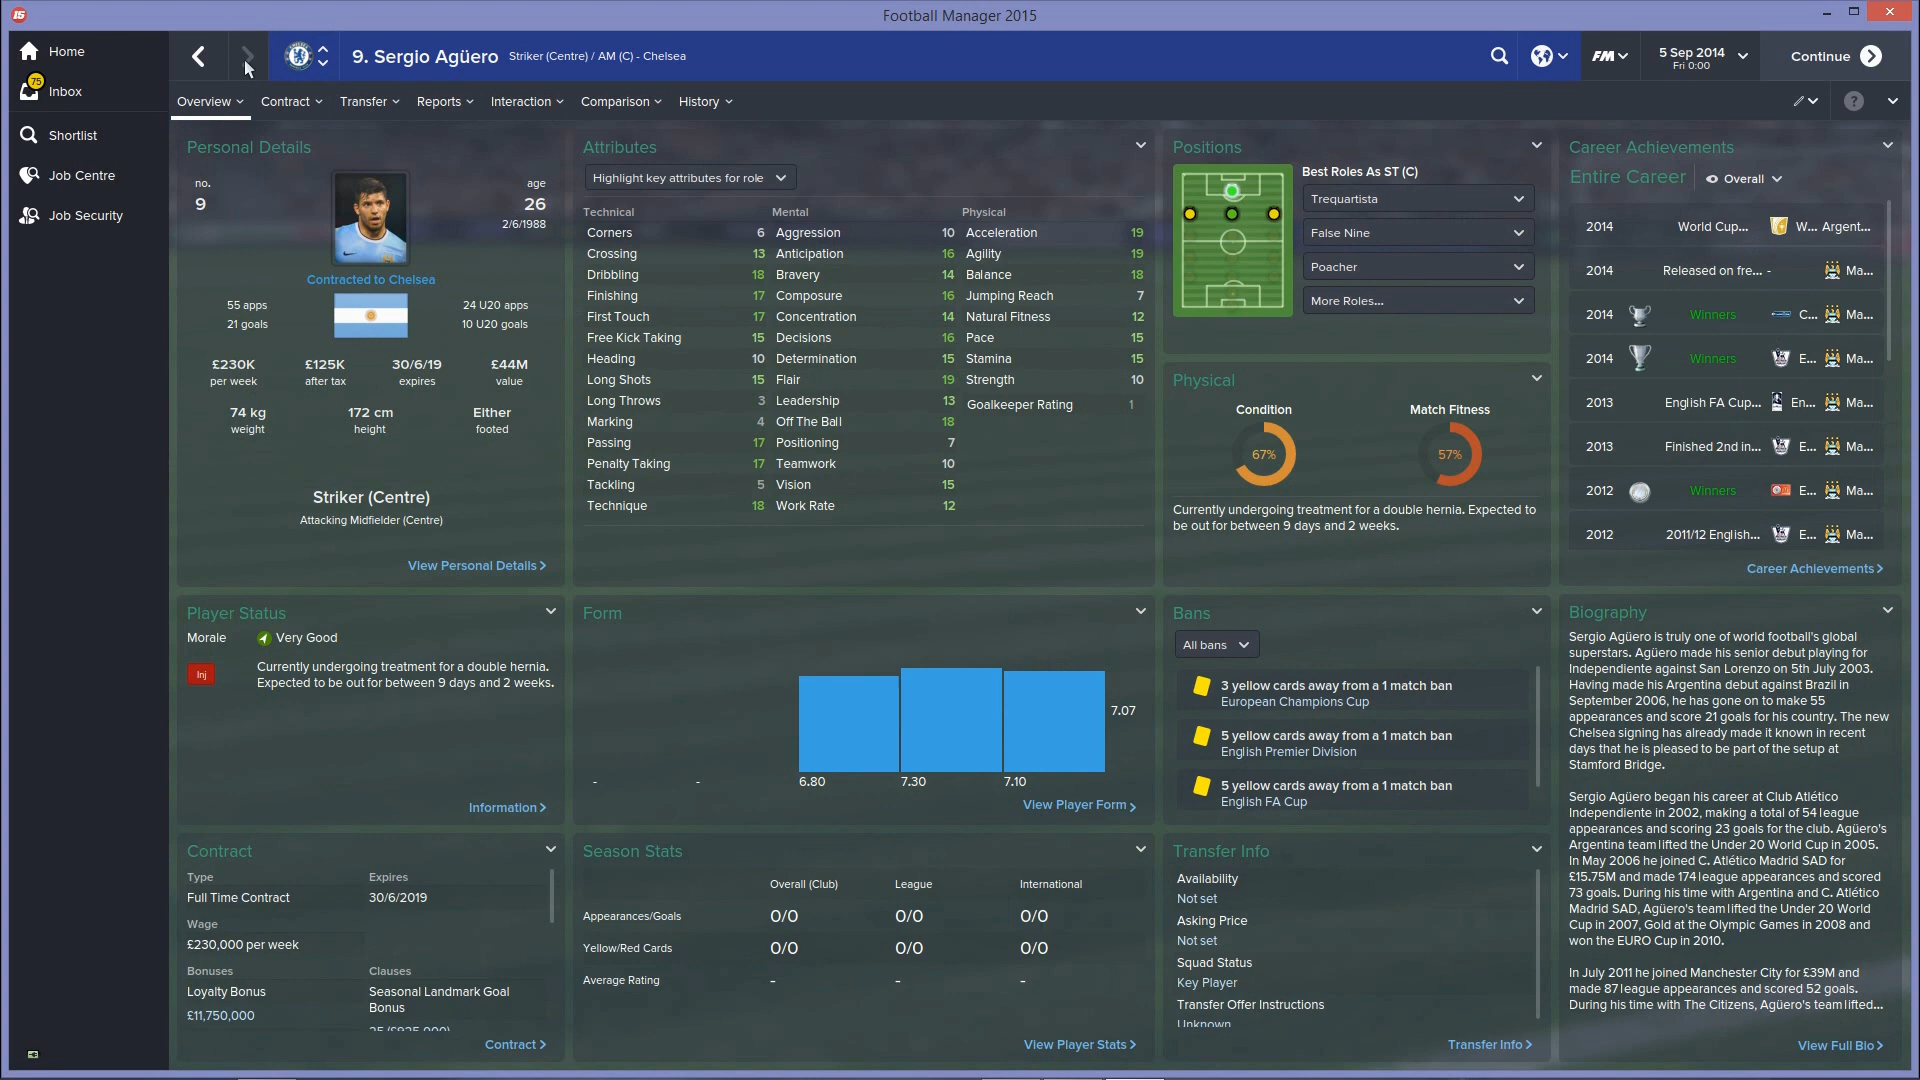 Football Manager 2015
Home
75
Inbox
Shortlist
Job Centre
Job Security
9. Sergio Agüero
Striker (Centre) / AM (C) - Chelsea
FM
5 Sep 2014
Fri 0:00
Continue
Overview
Contract
Transfer
Reports
Interaction
Comparison
History
?
Personal Details
no.
9
age
26
2/6/1988
Contracted to Chelsea
55 apps
21 goals
24 U20 apps
10 U20 goals
£230K per week
£125K after tax
30/6/19 expires
£44M value
74 kg weight
172 cm height
Either footed
Striker (Centre)
Attacking Midfielder (Centre)
View Personal Details
Attributes
Highlight key attributes for role
Technical Mental Physical
Corners 6 Aggression 10 Acceleration 19
Crossing 13 Anticipation 16 Agility 19
Dribbling 18 Bravery 14 Balance 18
Finishing 17 Composure 16 Jumping Reach 7
First Touch 17 Concentration 14 Natural Fitness 12
Free Kick Taking 15 Decisions 16 Pace 15
Heading 10 Determination 15 Stamina 15
Long Shots 15 Flair 19 Strength 10
Long Throws 3 Leadership 13 Goalkeeper Rating 1
Marking 4 Off The Ball 18
Passing 17 Positioning 7
Penalty Taking 17 Teamwork 10
Tackling 5 Vision 15
Technique 18 Work Rate 12
Positions
Best Roles As ST (C)
Trequartista
False Nine
Poacher
More Roles...
Physical
Condition
67%
Match Fitness
57%
Currently undergoing treatment for a double hernia. Expected to
be out for between 9 days and 2 weeks.
Career Achievements
Entire Career
Overall
2014 World Cup... W... Argent...
2014 Released on fre... - Ma...
2014 Winners C... Ma...
2014 Winners E... Ma...
2013 English FA Cup... En... Ma...
2013 Finished 2nd in... E... Ma...
2012 Winners E... Ma...
2012 2011/12 English... E... Ma...
Career Achievements
Player Status
Morale Very Good
Inj
Currently undergoing treatment for a double hernia.
Expected to be out for between 9 days and 2 weeks.
Information
Form
- - 6.80 7.30 7.10
7.07
View Player Form
Bans
All bans
3 yellow cards away from a 1 match ban
European Champions Cup
5 yellow cards away from a 1 match ban
English Premier Division
5 yellow cards away from a 1 match ban
English FA Cup
Biography
Sergio Agüero is truly one of world football's global
superstars. Agüero made his senior debut playing for
Independiente against San Lorenzo on 5th July 2003.
Having made his Argentina debut against Brazil in
September 2006, he has gone on to make 55
appearances and score 21 goals for his country. The new
Chelsea signing has already made it known in recent
days that he is pleased to be part of the setup at
Stamford Bridge.
Sergio Agüero began his career at Club Atlético
Independiente in 2002, making a total of 54 league
appearances and scoring 23 goals for the club. Agüero's
Argentina team lifted the Under 20 World Cup in 2005.
In May 2006 he joined C. Atlético Madrid SAD for
£15.75M and made 174 league appearances and scored
73 goals. During his time with Argentina and C. Atlético
Madrid SAD, Agüero's team lifted the Under 20 World
Cup in 2007, Gold at the Olympic Games in 2008 and
won the EURO Cup in 2010.
In July 2011 he joined Manchester City for £39M and
made 87 league appearances and scored 52 goals.
During his time with The Citizens, Agüero's team lifted...
View Full Bio
Contract
Type
Full Time Contract
Expires
30/6/2019
Wage
£230,000 per week
Bonuses
Loyalty Bonus
£11,750,000
Clauses
Seasonal Landmark Goal
Bonus
25 (£925,000)
Contract
Season Stats
Overall (Club) League International
Appearances/Goals 0/0 0/0 0/0
Yellow/Red Cards 0/0 0/0 0/0
Average Rating - - -
View Player Stats
Transfer Info
Availability
Not set
Asking Price
Not set
Squad Status
Key Player
Transfer Offer Instructions
Unknown
Transfer Info